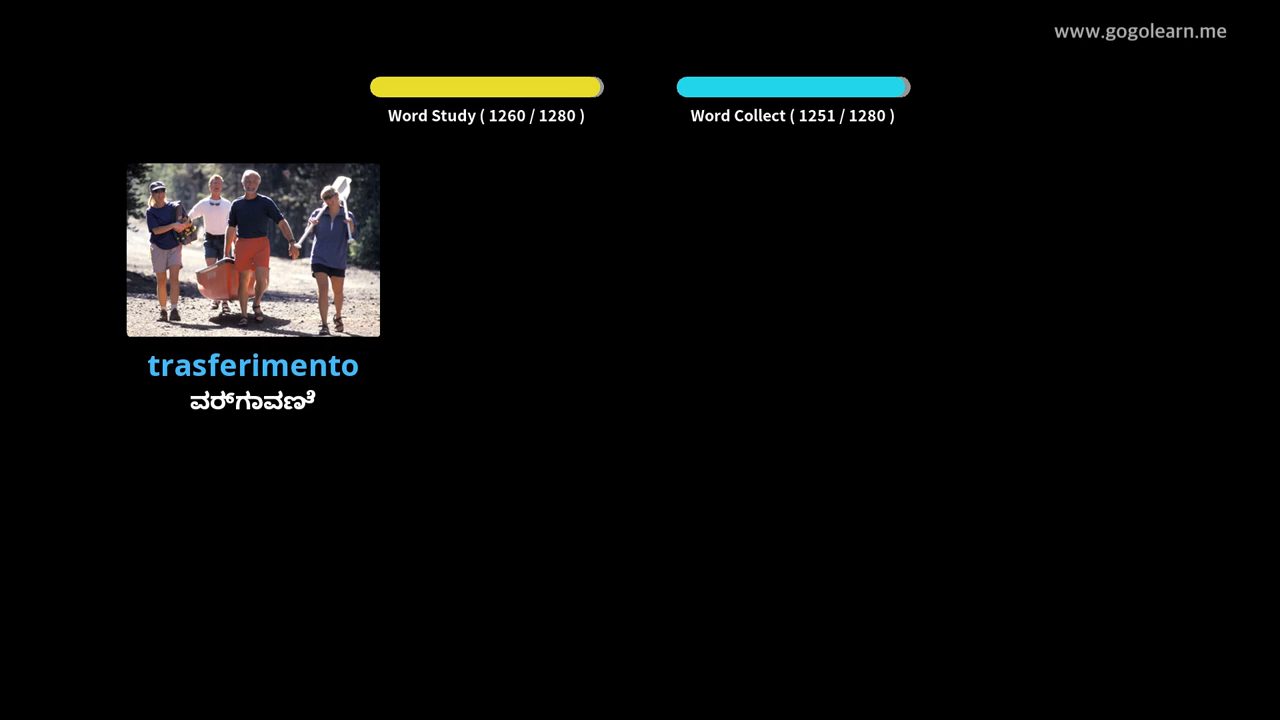 www.gogolearn.me
Word Study ( 1260 / 1280 )
Word Collect ( 1251 / 1280 )
trasferimento
ವರ್ಗಾವಣೆ